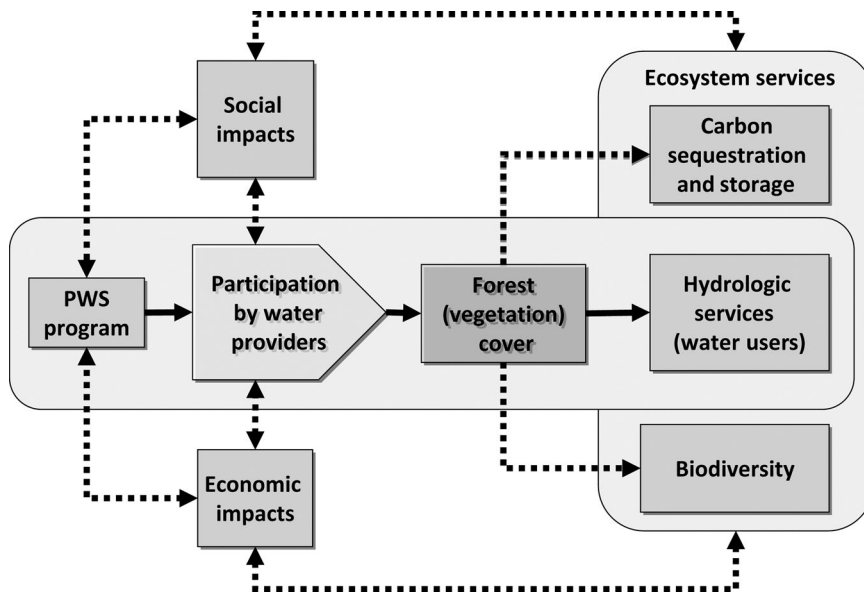 Social
impacts
Ecosystem services
Carbon
sequestration
and storage
PWS
program
Participation
by water
providers
Forest
(vegetation)
cover
Hydrologic
services
(water users)
Economic
impacts
Biodiversity